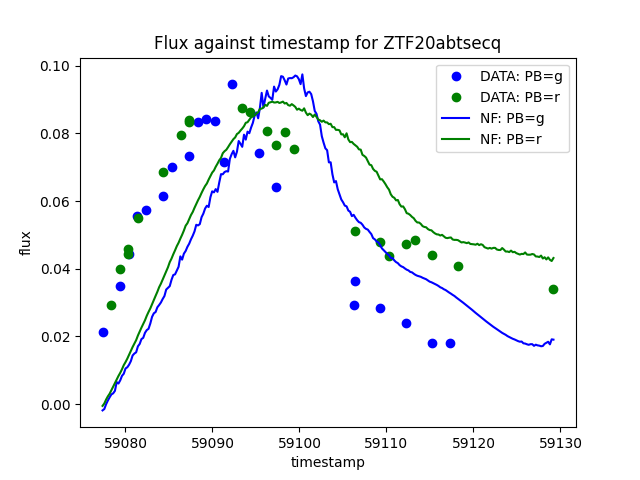 Flux against timestamp for ZTF20abtsecq
DATA: PB=g
DATA: PB=r
NF: PB=g
NF: PB=r
0.10
0.08
0.06
0.04
0.02
0.00
flux
59080 59090 59100 59110 59120 59130
timestamp